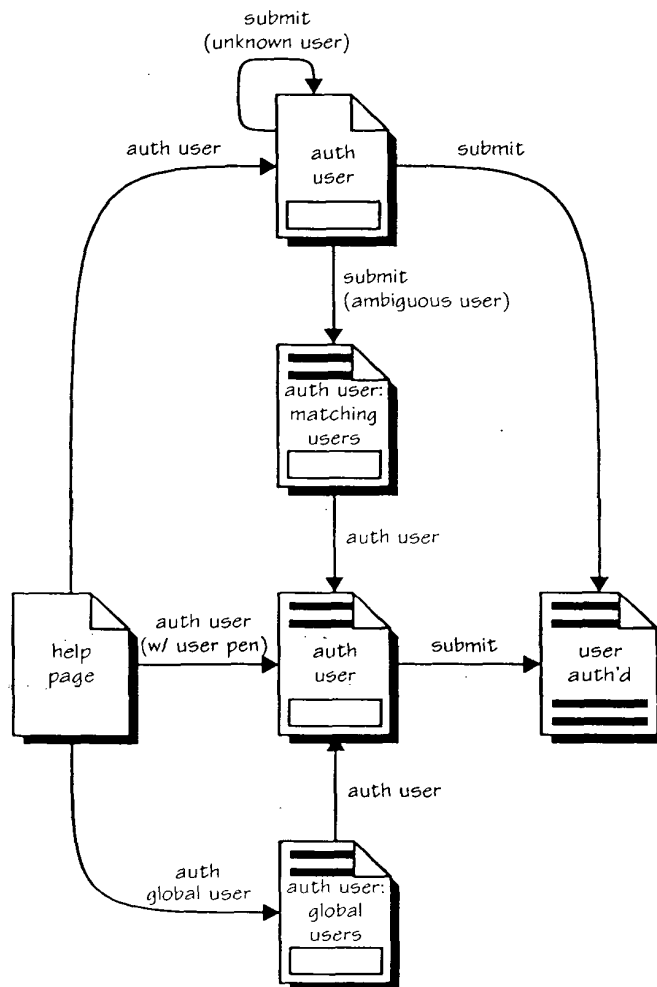 submit
(unknown user)
auth user
auth
user
submit
submit
(ambiguous user)
auth user:
matching
users
auth user
help
page
auth user
(w/ user pen)
auth
user
submit
user
auth'd
auth user
auth
global user
auth user:
global
users